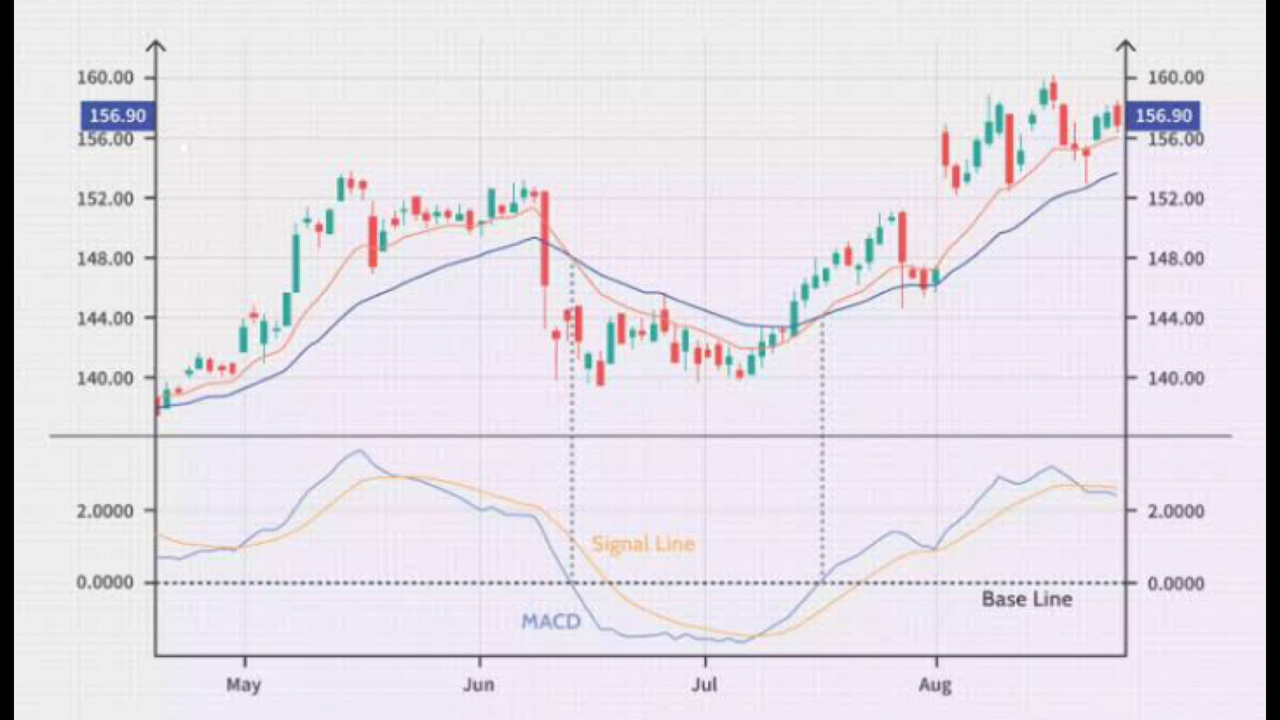 160.00 160.00
156.90 156.90
156.00 156.00
152.00 152.00
148.00 148.00
144.00 144.00
140.00 140.00
2.0000 2.0000
Signal Line
0.0000 0.0000
Base Line
MACD
May Jun Jul Aug